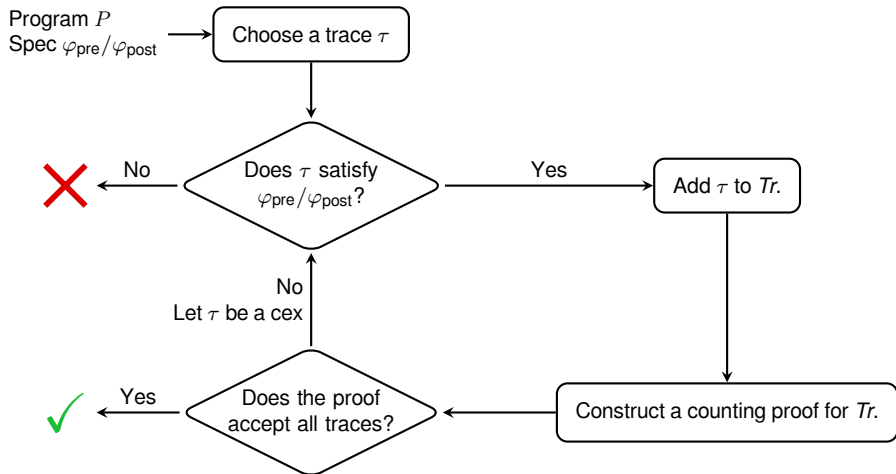 Program P
Spec φpre/φpost
Choose a trace τ
Does τ satisfy
φpre/φpost?
No
Yes
Add τ to Tr.
No
Let τ be a cex
Does the proof
accept all traces?
Yes
Construct a counting proof for Tr.